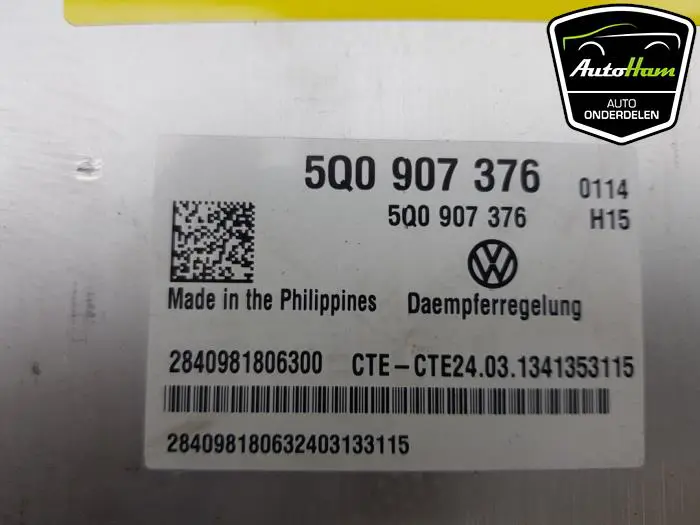 AutoHam
AUTO
ONDERDELEN
5Q0 907 376 0114
5Q0 907 376 H15
Made in the Philippines Daempferregelung
2840981806300 CTE-CTE24.03.1341353115
284098180632403133115